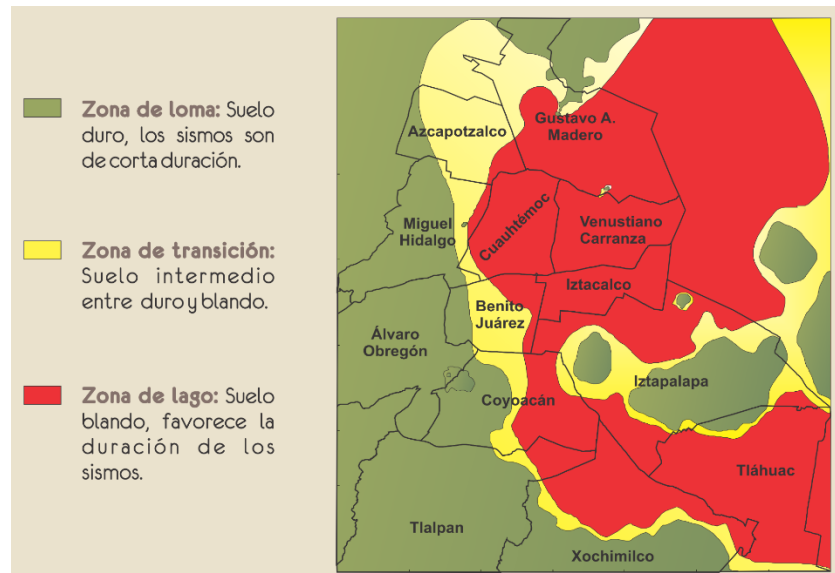 Zona de loma: Suelo
duro, los sismos son
de corta duración.
Zona de transición:
Suelo intermedio
entre duro y blando.
Zona de lago: Suelo
blando, favorece la
duración de los
sismos.
Azcapotzalco
Gustavo A.
Madero
Miguel
Hidalgo
Cuauhtémoc
Venustiano
Carranza
Iztacalco
Benito
Juárez
Álvaro
Obregón
Iztapalapa
Coyoacán
Tláhuac
Tlalpan
Xochimilco